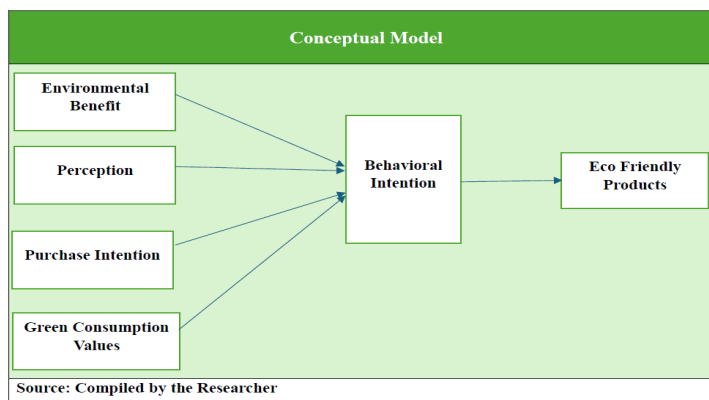 Conceptual Model
Environmental
Benefit
Perception
Purchase Intention
Green Consumption
Values
Behavioral
Intention
Eco Friendly
Products
Source: Compiled by the Researcher